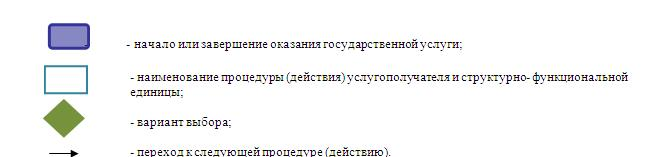 - начало или завершение оказания государственной услуги;
- наименование процедуры (действия) услугополучателя и структурно- функциональной
единицы;
- вариант выбора;
- переход к следующей процедуре (действию).